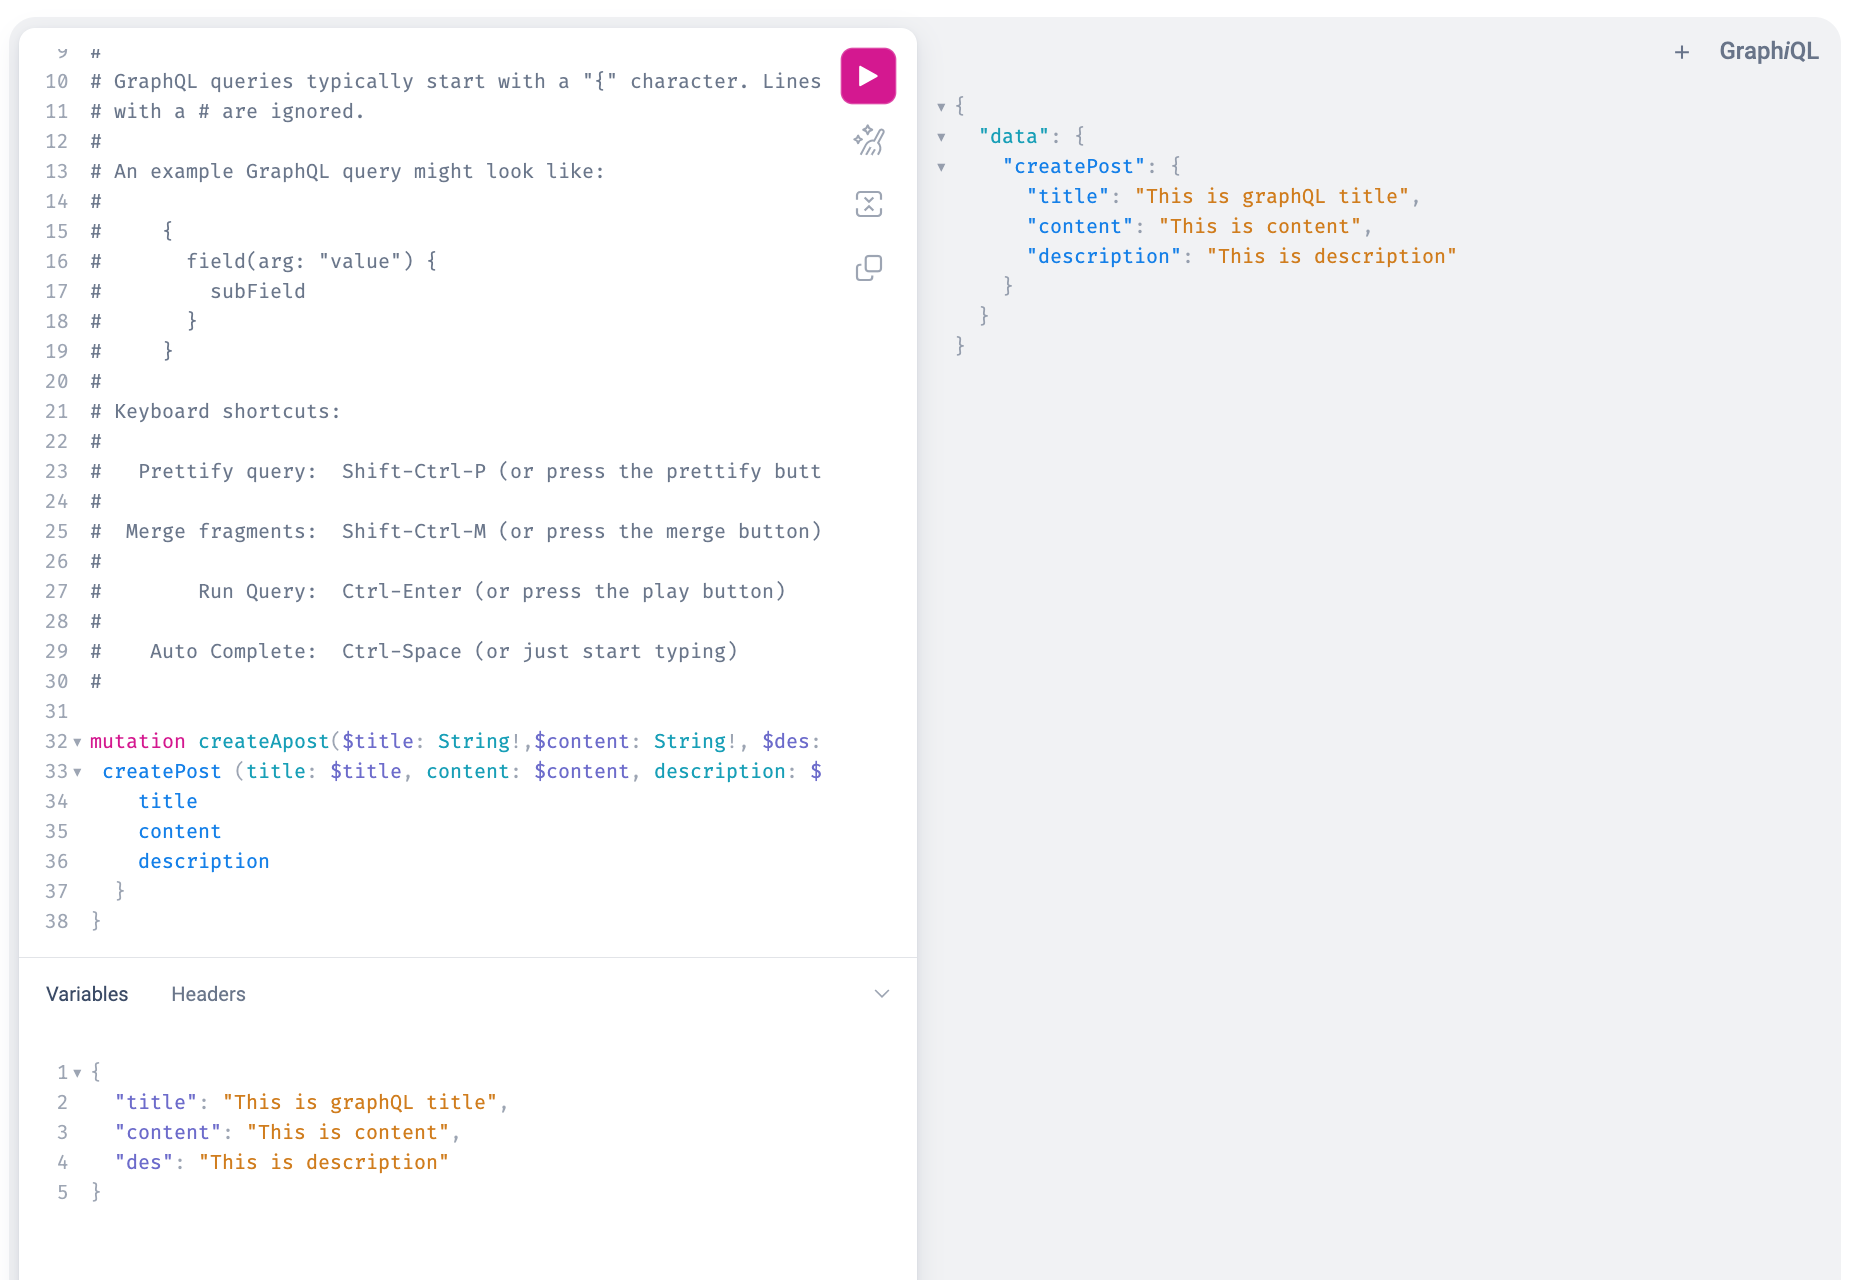 9 #
10 # GraphQL queries typically start with a "{" character. Lines
11 # with a # are ignored.
12 #
13 # An example GraphQL query might look like:
14 #
15 #     {
16 #       field(arg: "value") {
17 #         subField
18 #       }
19 #     }
20 #
21 # Keyboard shortcuts:
22 #
23 #   Prettify query:  Shift-Ctrl-P (or press the prettify butt
24 #
25 #  Merge fragments:  Shift-Ctrl-M (or press the merge button)
26 #
27 #        Run Query:  Ctrl-Enter (or press the play button)
28 #
29 #    Auto Complete:  Ctrl-Space (or just start typing)
30 #
31
32 mutation createApost($title: String!,$content: String!, $des:
33  createPost (title: $title, content: $content, description: $
34     title
35     content
36     description
37   }
38 }
Variables Headers
1 {
2   "title": "This is graphQL title",
3   "content": "This is content",
4   "des": "This is description"
5 }
+ GraphiQL
{
  "data": {
    "createPost": {
      "title": "This is graphQL title",
      "content": "This is content",
      "description": "This is description"
    }
  }
}